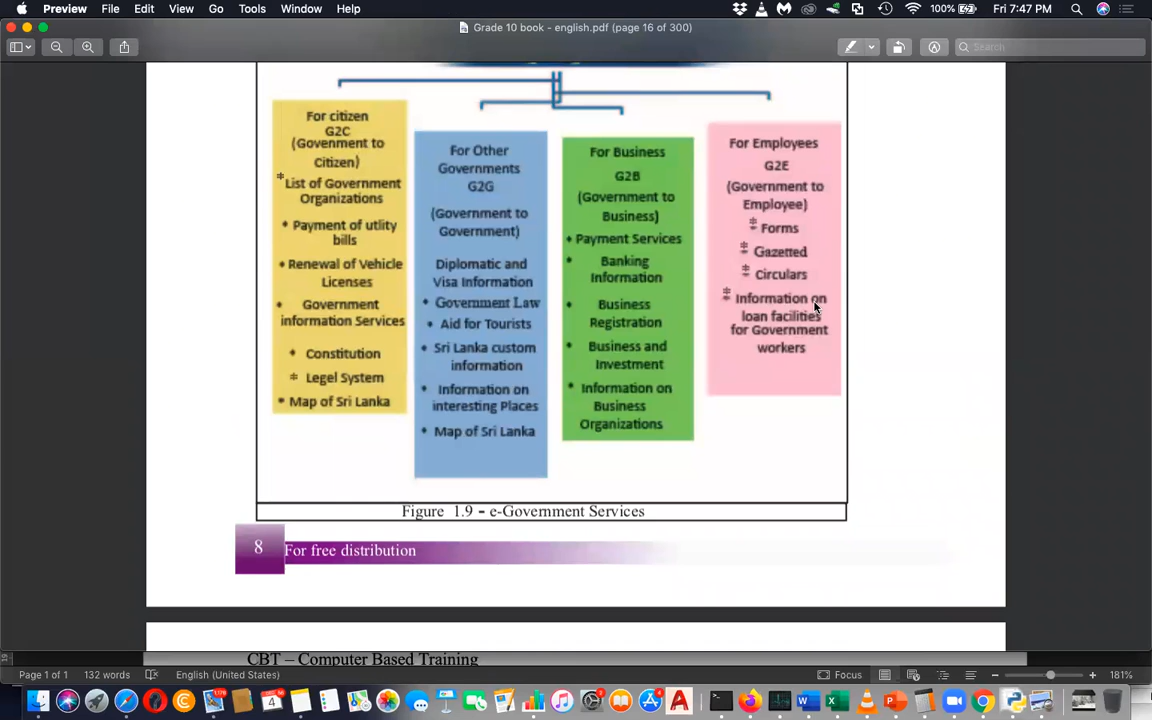 Preview File Edit View Go Tools Window Help
100% Fri 7:47 PM
Grade 10 book - english.pdf (page 16 of 300)
Search
For citizen
G2C
(Govenment to
Citizen)
* List of Government
Organizations
• Payment of utlity
bills
• Renewal of Vehicle
Licenses
• Government
information Services
• Constitution
* Legel System
• Map of Sri Lanka
For Other
Governments
G2G
(Government to
Government)
Diplomatic and
Visa Information
• Government Law
• Aid for Tourists
• Sri Lanka custom
information
• Information on
interesting Places
• Map of Sri Lanka
For Business
G2B
(Government to
Business)
• Payment Services
• Banking
Information
• Business
Registration
• Business and
Investment
• Information on
Business
Organizations
For Employees
G2E
(Government to
Employee)
* Forms
* Gazetted
* Circulars
* Information on
loan facilities
for Government
workers
Figure 1.9 - e-Government Services
8 For free distribution
CBT – Computer Based Training
Page 1 of 1 132 words English (United States) Focus 181%